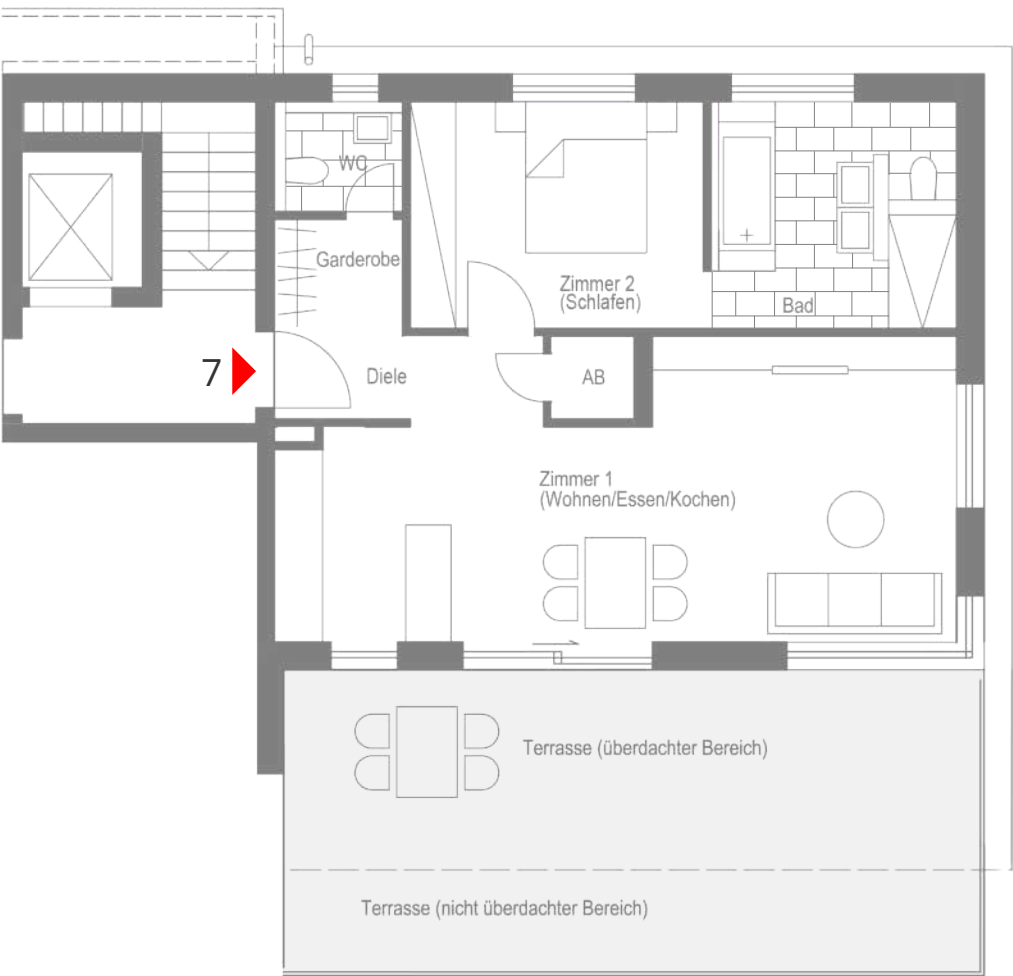 WC
Garderobe
Zimmer 2
(Schlafen)
Bad
7
Diele
AB
Zimmer 1
(Wohnen/Essen/Kochen)
Terrasse (überdachter Bereich)
Terrasse (nicht überdachter Bereich)